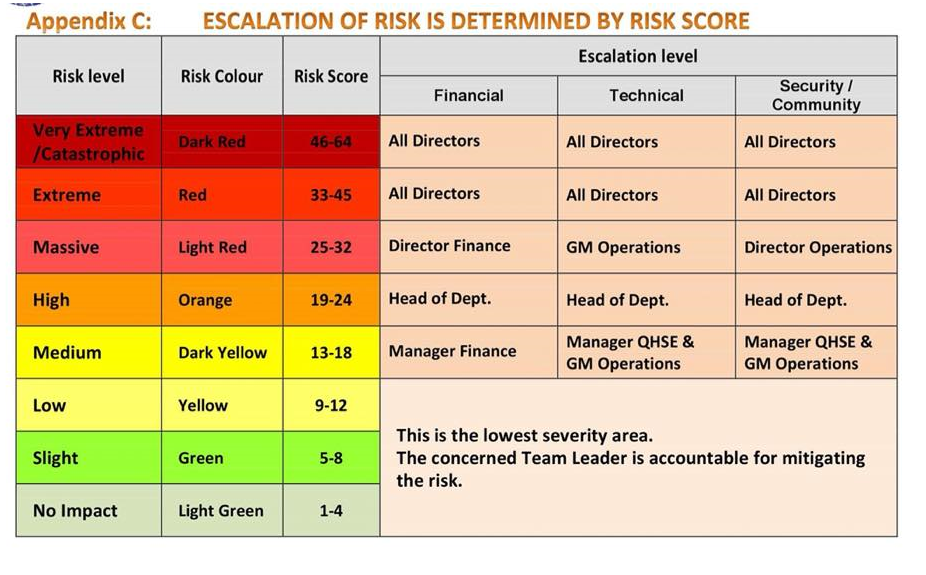 Appendix C: ESCALATION OF RISK IS DETERMINED BY RISK SCORE
Risk level Risk Colour Risk Score Escalation level
Financial Technical Security /
Community
Very Extreme
/Catastrophic Dark Red 46-64 All Directors All Directors All Directors
Extreme Red 33-45 All Directors All Directors All Directors
Massive Light Red 25-32 Director Finance GM Operations Director Operations
High Orange 19-24 Head of Dept. Head of Dept. Head of Dept.
Medium Dark Yellow 13-18 Manager Finance Manager QHSE &
GM Operations Manager QHSE &
GM Operations
Low Yellow 9-12
Slight Green 5-8
No Impact Light Green 1-4
This is the lowest severity area.
The concerned Team Leader is accountable for mitigating
the risk.